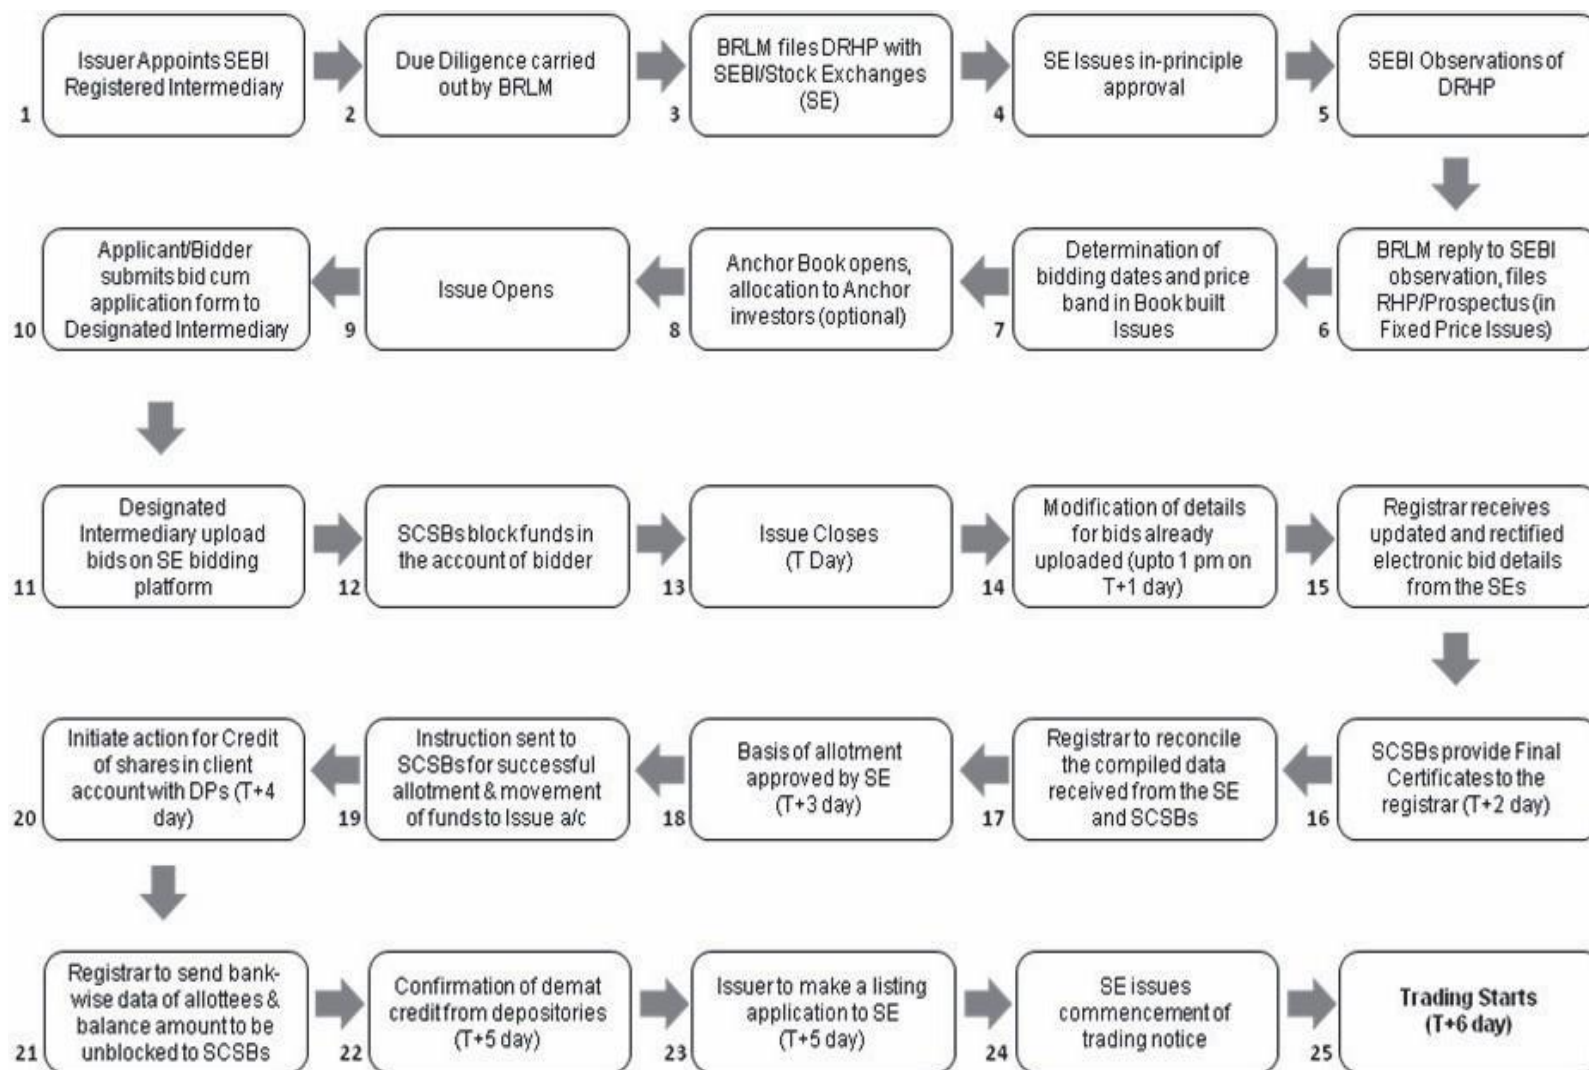 Issuer Appoints SEBI
Registered Intermediary
1
Due Diligence carried
out by BRLM
2
BRLM files DRHP with
SEBI/Stock Exchanges
(SE)
3
SE Issues in-principle
approval
4
SEBI Observations of
DRHP
5
BRLM reply to SEBI
observation, files
RHP/Prospectus (in
Fixed Price Issues)
6
Determination of
bidding dates and price
band in Book built
Issues
7
Anchor Book opens,
allocation to Anchor
investors (optional)
8
Issue Opens
9
Applicant/Bidder
submits bid cum
application form to
Designated Intermediary
10
Designated
Intermediary upload
bids on SE bidding
platform
11
SCSBs block funds in
the account of bidder
12
Issue Closes
(T Day)
13
Modification of details
for bids already
uploaded (upto 1 pm on
T+1 day)
14
Registrar receives
updated and rectified
electronic bid details
from the SEs
15
SCSBs provide Final
Certificates to the
registrar (T+2 day)
16
Registrar to reconcile
the compiled data
received from the SE
and SCSBs
17
Basis of allotment
approved by SE
(T+3 day)
18
Instruction sent to
SCSBs for successful
allotment & movement
of funds to Issue a/c
19
Initiate action for Credit
of shares in client
account with DPs (T+4
day)
20
Registrar to send bank-
wise data of allottees &
balance amount to be
unblocked to SCSBs
21
Confirmation of demat
credit from depositories
(T+5 day)
22
Issuer to make a listing
application to SE
(T+5 day)
23
SE issues
commencement of
trading notice
24
Trading Starts
(T+6 day)
25